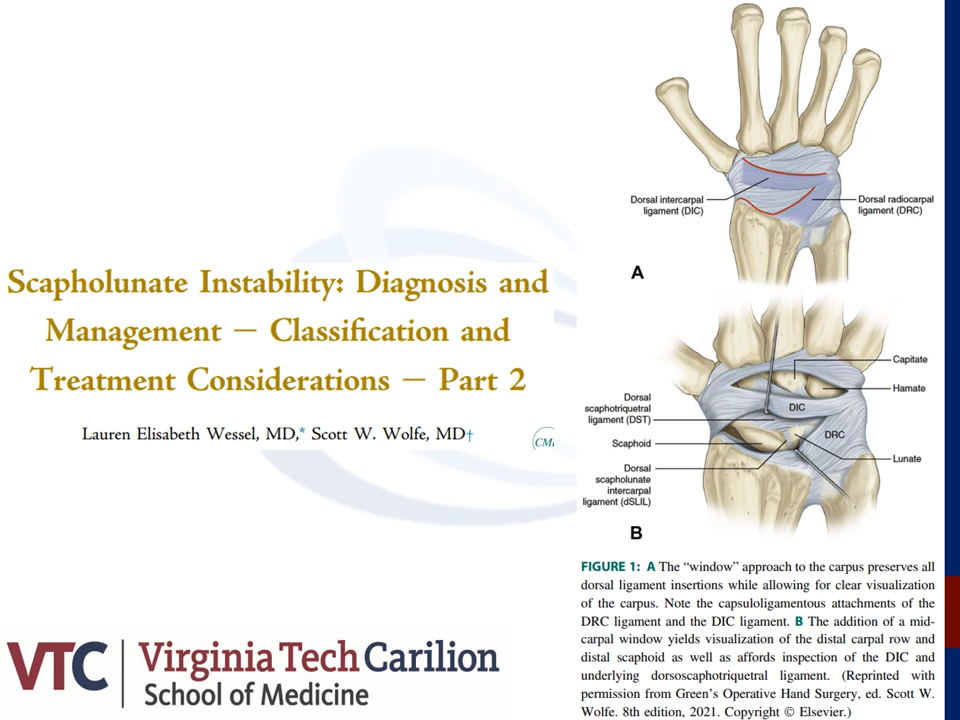 Scapholunate Instability: Diagnosis and
Management — Classification and
Treatment Considerations — Part 2
Lauren Elisabeth Wessel, MD,* Scott W. Wolfe, MD†
CM
VTC
Virginia Tech Carilion
School of Medicine
Dorsal intercarpal
ligament (DIC)
Dorsal radiocarpal
ligament (DRC)
A
Capitate
Hamate
Dorsal
scaphotriquetral
ligament (DST)
DIC
DRC
Scaphoid
Lunate
Dorsal
scapholunate
intercarpal
ligament (dSLIL)
B
FIGURE 1: A The “window” approach to the carpus preserves all
dorsal ligament insertions while allowing for clear visualization
of the carpus. Note the capsuloligamentous attachments of the
DRC ligament and the DIC ligament. B The addition of a mid-
carpal window yields visualization of the distal carpal row and
distal scaphoid as well as affords inspection of the DIC and
underlying dorsoscaphotriquetral ligament. (Reprinted with
permission from Green’s Operative Hand Surgery, ed. Scott W.
Wolfe. 8th edition, 2021. Copyright © Elsevier.)